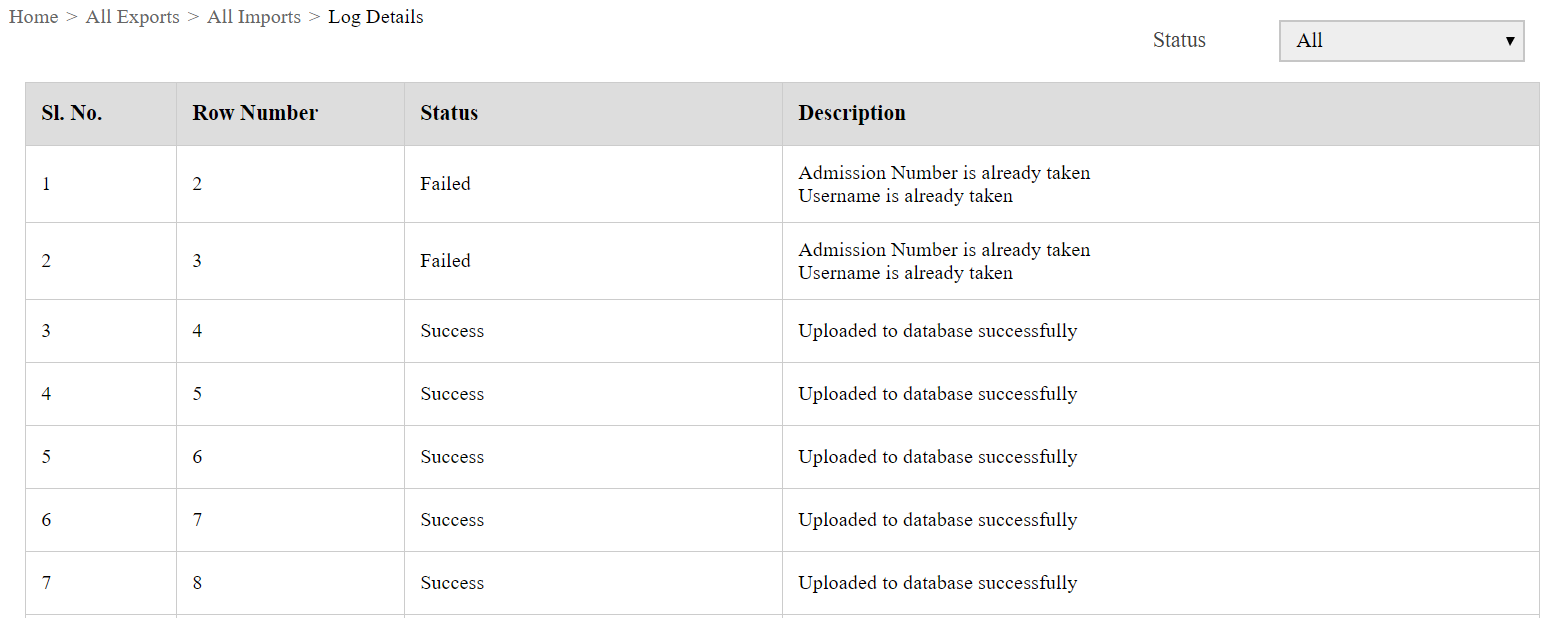 Home > All Exports > All Imports > Log Details
Status All ▼
Sl. No. Row Number Status Description
1 2 Failed Admission Number is already taken
Username is already taken
2 3 Failed Admission Number is already taken
Username is already taken
3 4 Success Uploaded to database successfully
4 5 Success Uploaded to database successfully
5 6 Success Uploaded to database successfully
6 7 Success Uploaded to database successfully
7 8 Success Uploaded to database successfully